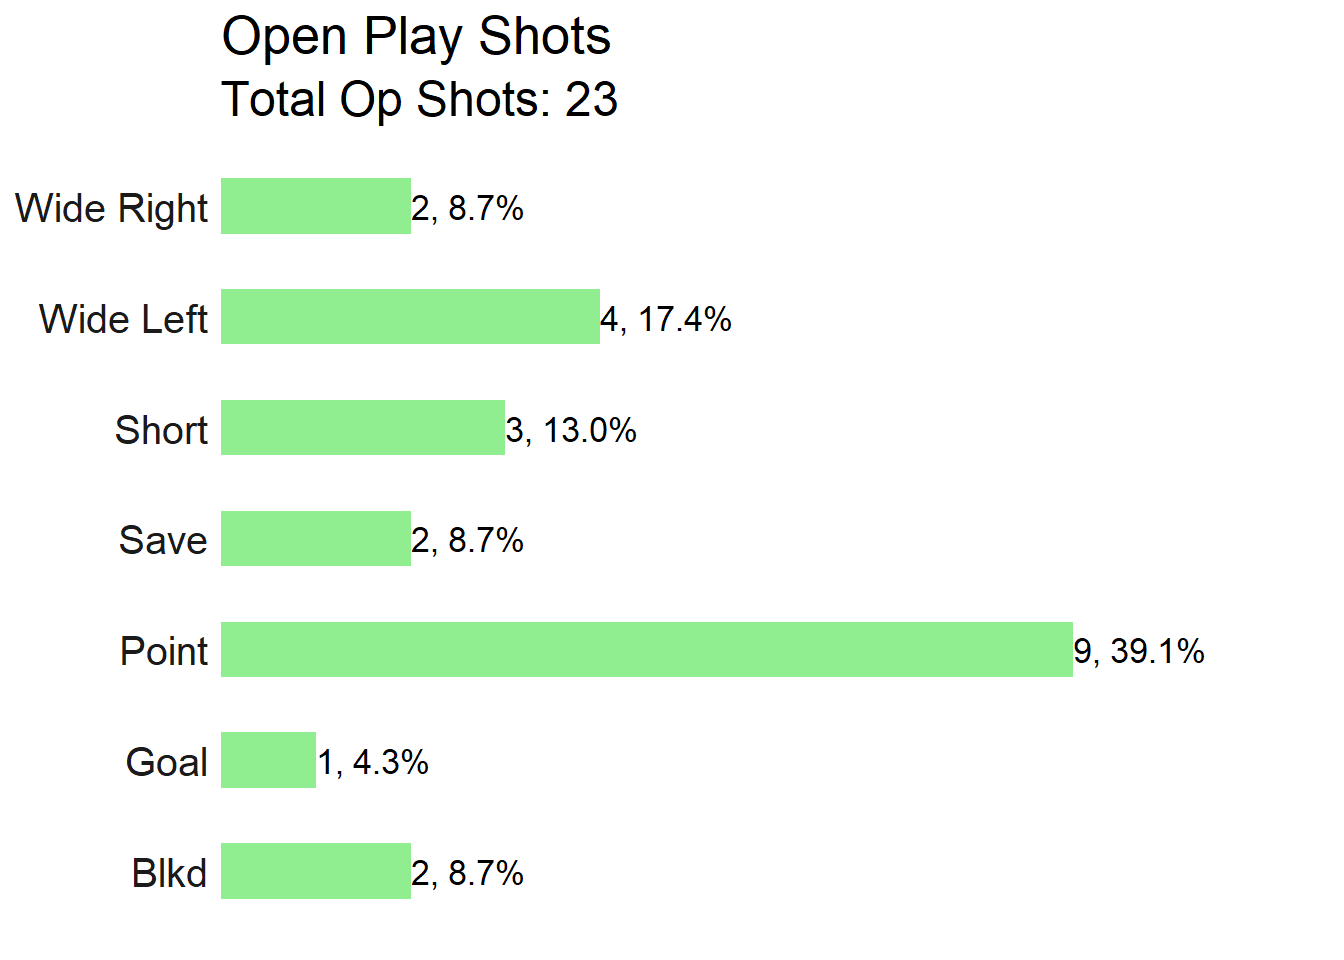 Open Play Shots
Total Op Shots: 23
Wide Right 2, 8.7%
Wide Left 4, 17.4%
Short 3, 13.0%
Save 2, 8.7%
Point 9, 39.1%
Goal 1, 4.3%
Blkd 2, 8.7%